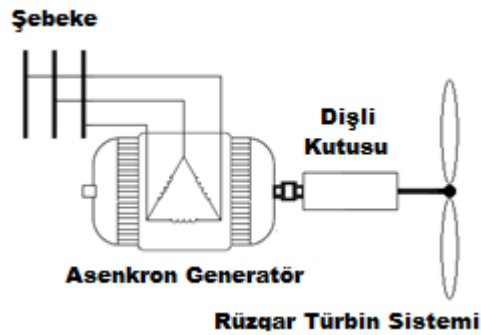 Şebeke
Dişli
Kutusu
Asenkron Generatör
Rüzgar Türbin Sistemi